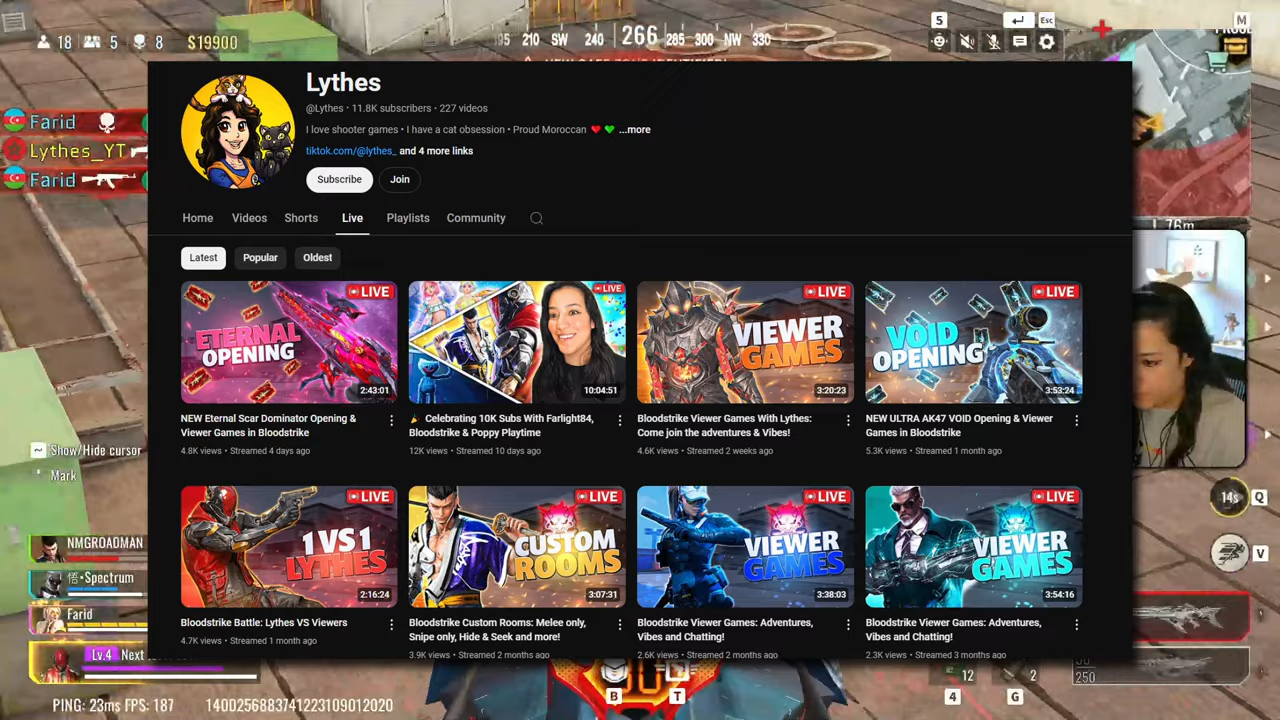 18 5 8 $19900
195 210 SW 240 266 285 300 NW 330
5 Esc M
Farid
Lythes_YT
Farid
Lythes
@Lythes · 11.8K subscribers · 227 videos
I love shooter games • I have a cat obsession • Proud Moroccan ...more
tiktok.com/@lythes_ and 4 more links
Subscribe Join
Home Videos Shorts Live Playlists Community
Latest Popular Oldest
LIVE
ETERNAL
OPENING
2:43:01
LIVE
10:04:51
LIVE
VIEWER
GAMES
3:20:23
LIVE
VOID
OPENING
3:53:24
NEW Eternal Scar Dominator Opening &
Viewer Games in Bloodstrike
4.8K views • Streamed 4 days ago
Celebrating 10K Subs With Farlight84,
Bloodstrike & Poppy Playtime
12K views • Streamed 10 days ago
Bloodstrike Viewer Games With Lythes:
Come join the adventures & Vibes!
4.6K views • Streamed 2 weeks ago
NEW ULTRA AK47 VOID Opening & Viewer
Games in Bloodstrike
5.3K views • Streamed 1 month ago
LIVE
1 VS 1
LYTHES
2:16:24
LIVE
CUSTOM
ROOMS
3:07:31
LIVE
VIEWER
GAMES
3:38:03
LIVE
VIEWER
GAMES
3:54:16
Bloodstrike Battle: Lythes VS Viewers
4.7K views • Streamed 1 month ago
Bloodstrike Custom Rooms: Melee only,
Snipe only, Hide & Seek and more!
3.9K views • Streamed 2 months ago
Bloodstrike Viewer Games: Adventures,
Vibes and Chatting!
2.6K views • Streamed 2 months ago
Bloodstrike Viewer Games: Adventures,
Vibes and Chatting!
2.3K views • Streamed 3 months ago
Show/Hide cursor
Mark
NMGROADMAN
悟•Spectrum
Farid
Lv.4 Next
14s Q
V
12 2
4 G
B T
250
PING: 23ms FPS: 187 140025688374122310901202​0